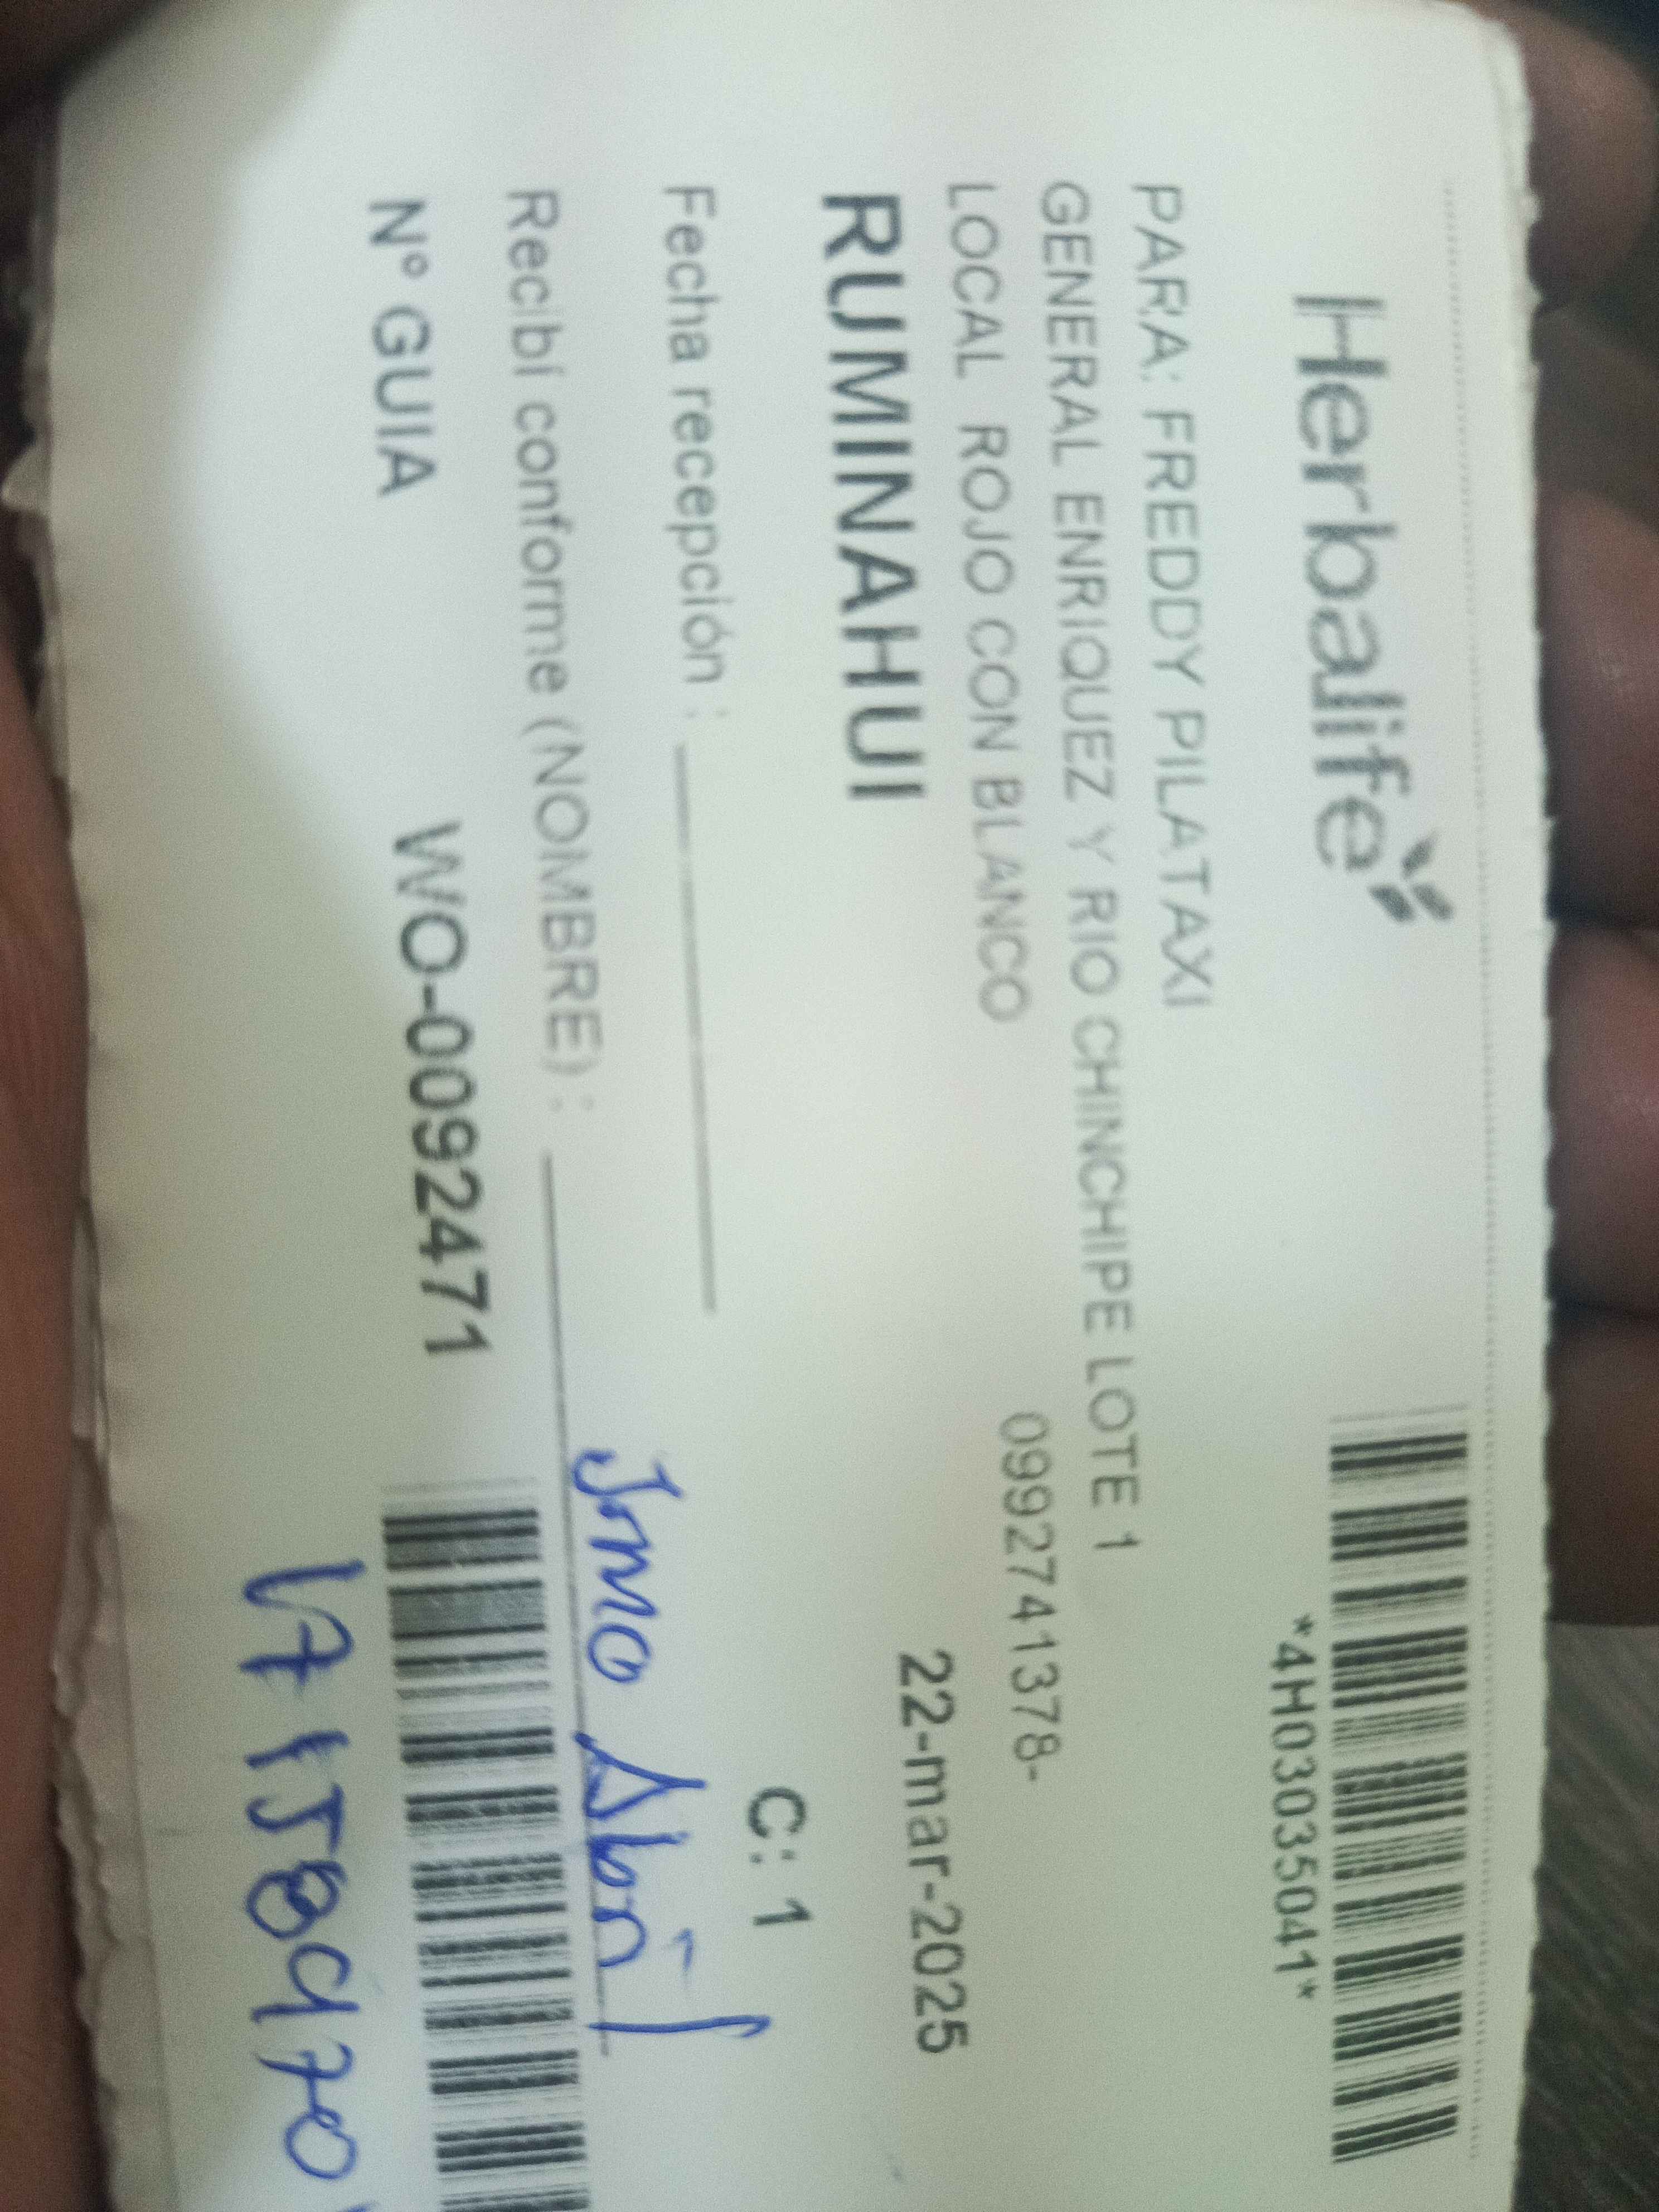 Herbalife
*4H03035041*
PARA: FREDDY PILATAXI
GENERAL ENRIQUEZ Y RIO CHINCHIPE LOTE 1
LOCAL ROJO CON BLANCO 0992741378-
RUMINAHUI 22-mar-2025
Fecha recepción : C: 1
Recibí conforme (NOMBRE) :
N° GUIA WO-0092471